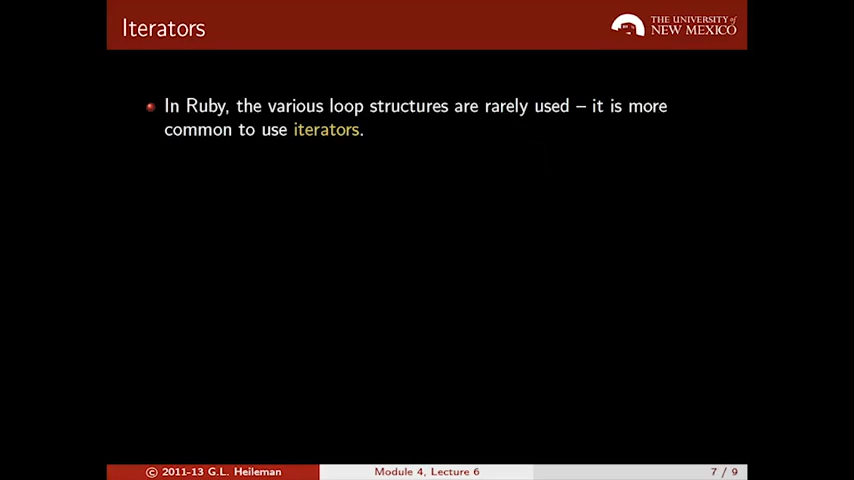 Iterators
THE UNIVERSITY of
NEW MEXICO
In Ruby, the various loop structures are rarely used – it is more
common to use iterators.
© 2011-13 G.L. Heileman
Module 4, Lecture 6
7 / 9